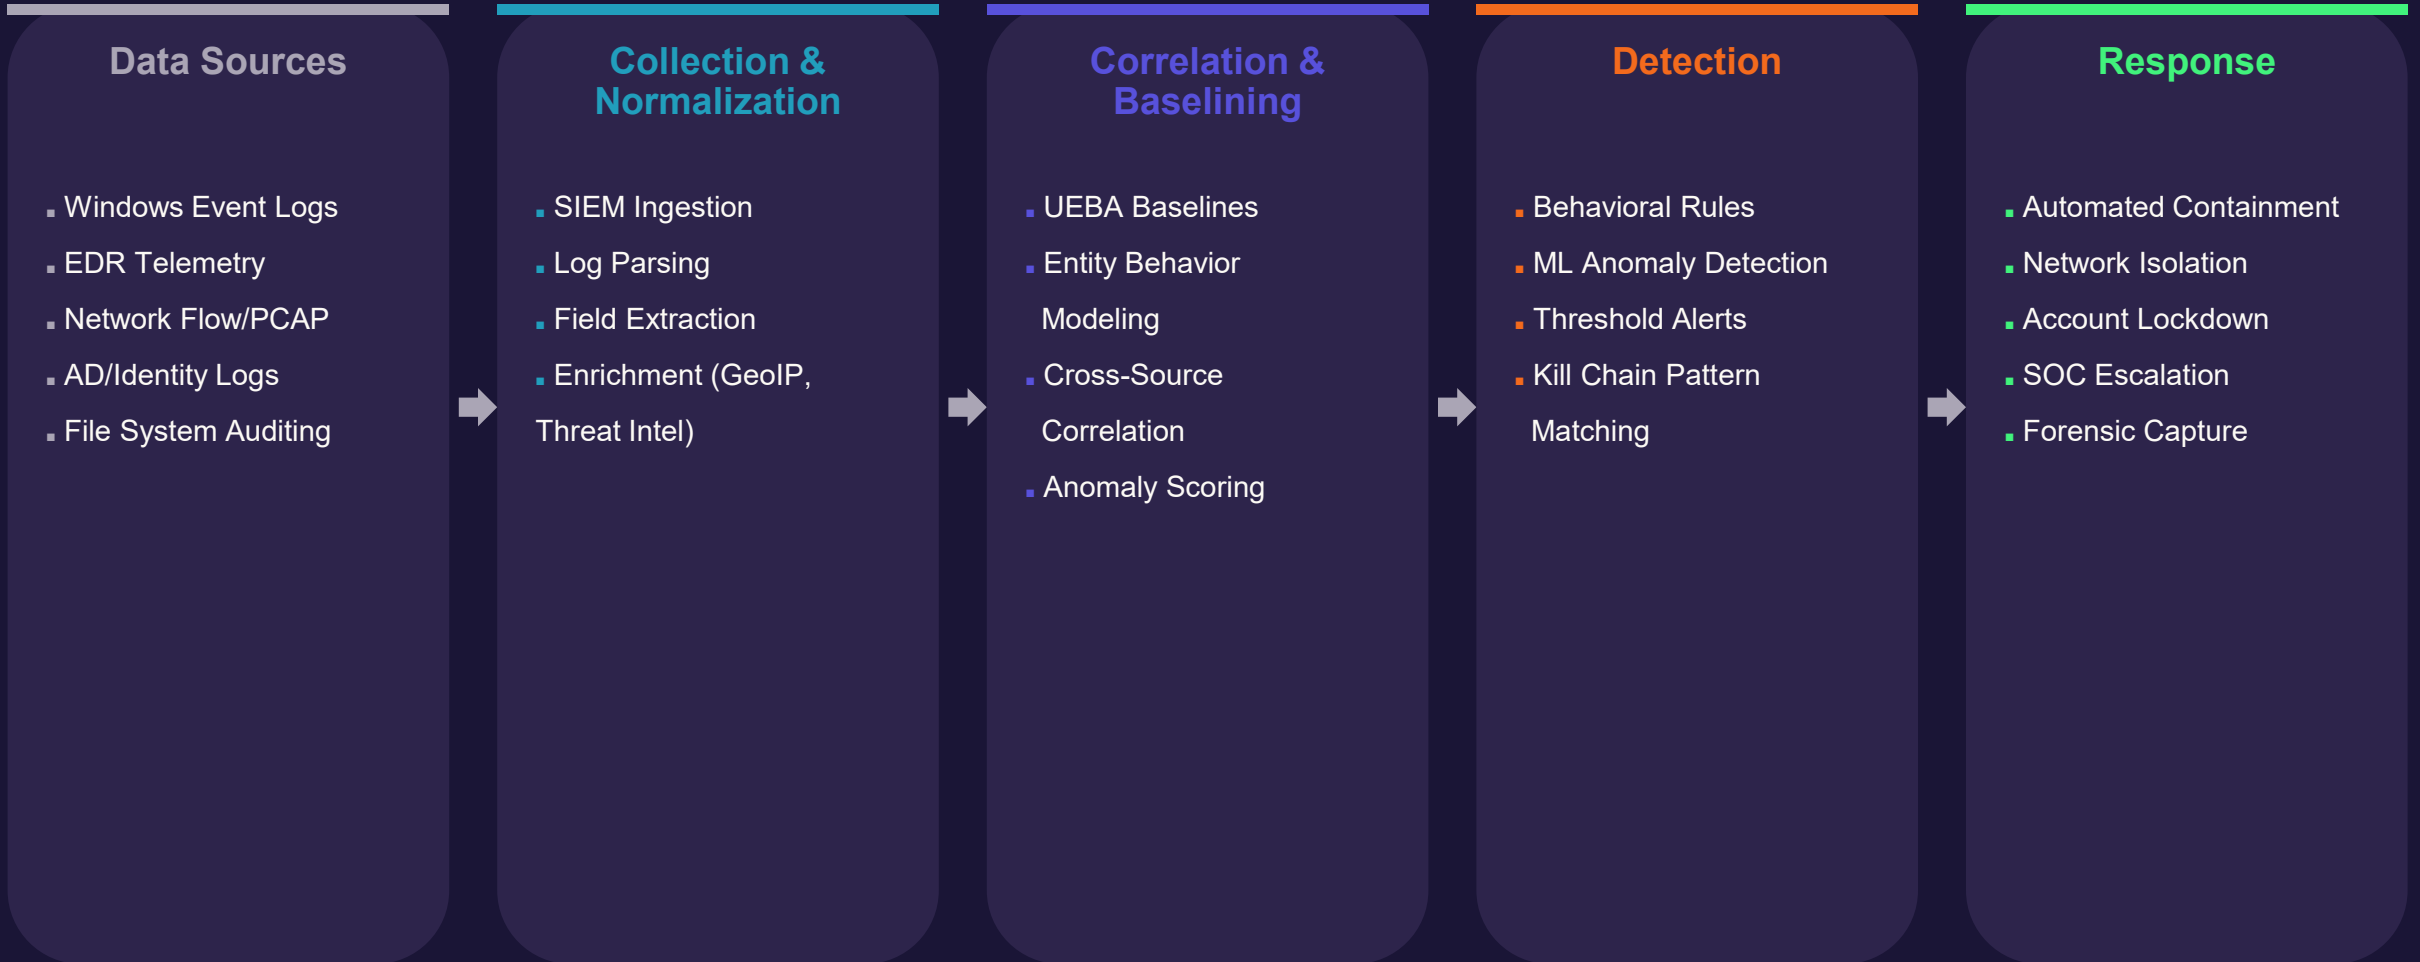 Data Sources
▪ Windows Event Logs
▪ EDR Telemetry
▪ Network Flow/PCAP
▪ AD/Identity Logs
▪ File System Auditing
Collection &
Normalization
▪ SIEM Ingestion
▪ Log Parsing
▪ Field Extraction
▪ Enrichment (GeoIP,
Threat Intel)
Correlation &
Baselining
▪ UEBA Baselines
▪ Entity Behavior
Modeling
▪ Cross-Source
Correlation
▪ Anomaly Scoring
Detection
▪ Behavioral Rules
▪ ML Anomaly Detection
▪ Threshold Alerts
▪ Kill Chain Pattern
Matching
Response
▪ Automated Containment
▪ Network Isolation
▪ Account Lockdown
▪ SOC Escalation
▪ Forensic Capture